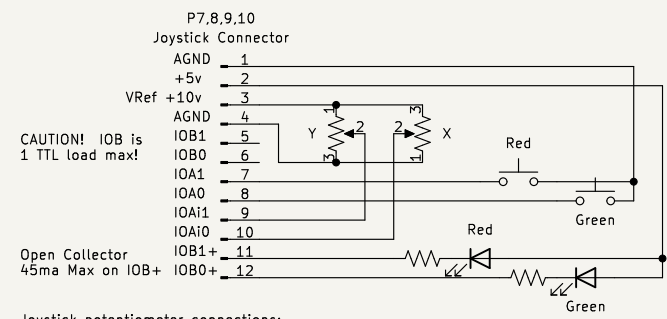 P7,8,9,10
Joystick Connector
AGND 1
+5v 2
VRef +10v 3
AGND 4
IOB1 5
IOB0 6
IOA1 7
IOA0 8
IOAi1 9
IOAi0 10
IOB1+ 11
IOB0+ 12
CAUTION! IOB is
1 TTL load max!
Open Collector
45ma Max on IOB+
1
Y 2
3
3
2 X
1
Red
Green
Red
Green
Joystick potentiometer connections: